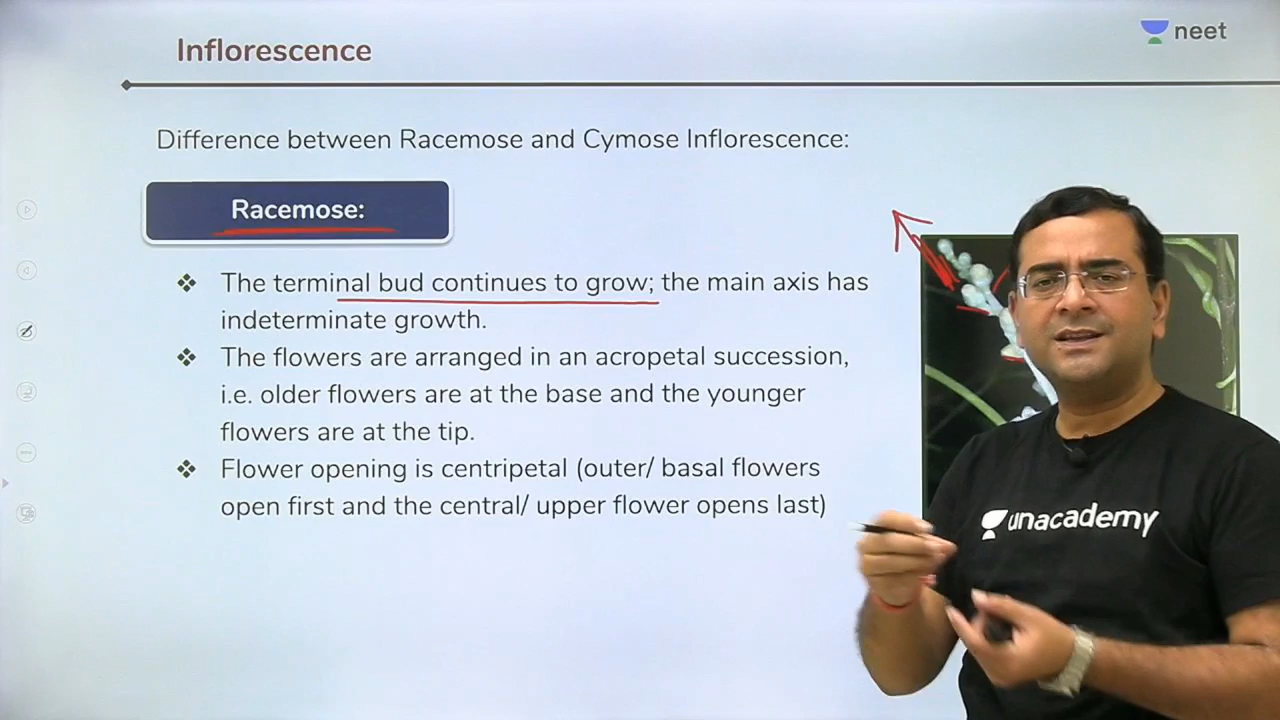 Inflorescence
neet
Difference between Racemose and Cymose Inflorescence:
Racemose:
❖ The terminal bud continues to grow; the main axis has
indeterminate growth.
❖ The flowers are arranged in an acropetal succession,
i.e. older flowers are at the base and the younger
flowers are at the tip.
❖ Flower opening is centripetal (outer/ basal flowers
open first and the central/ upper flower opens last)
unacademy